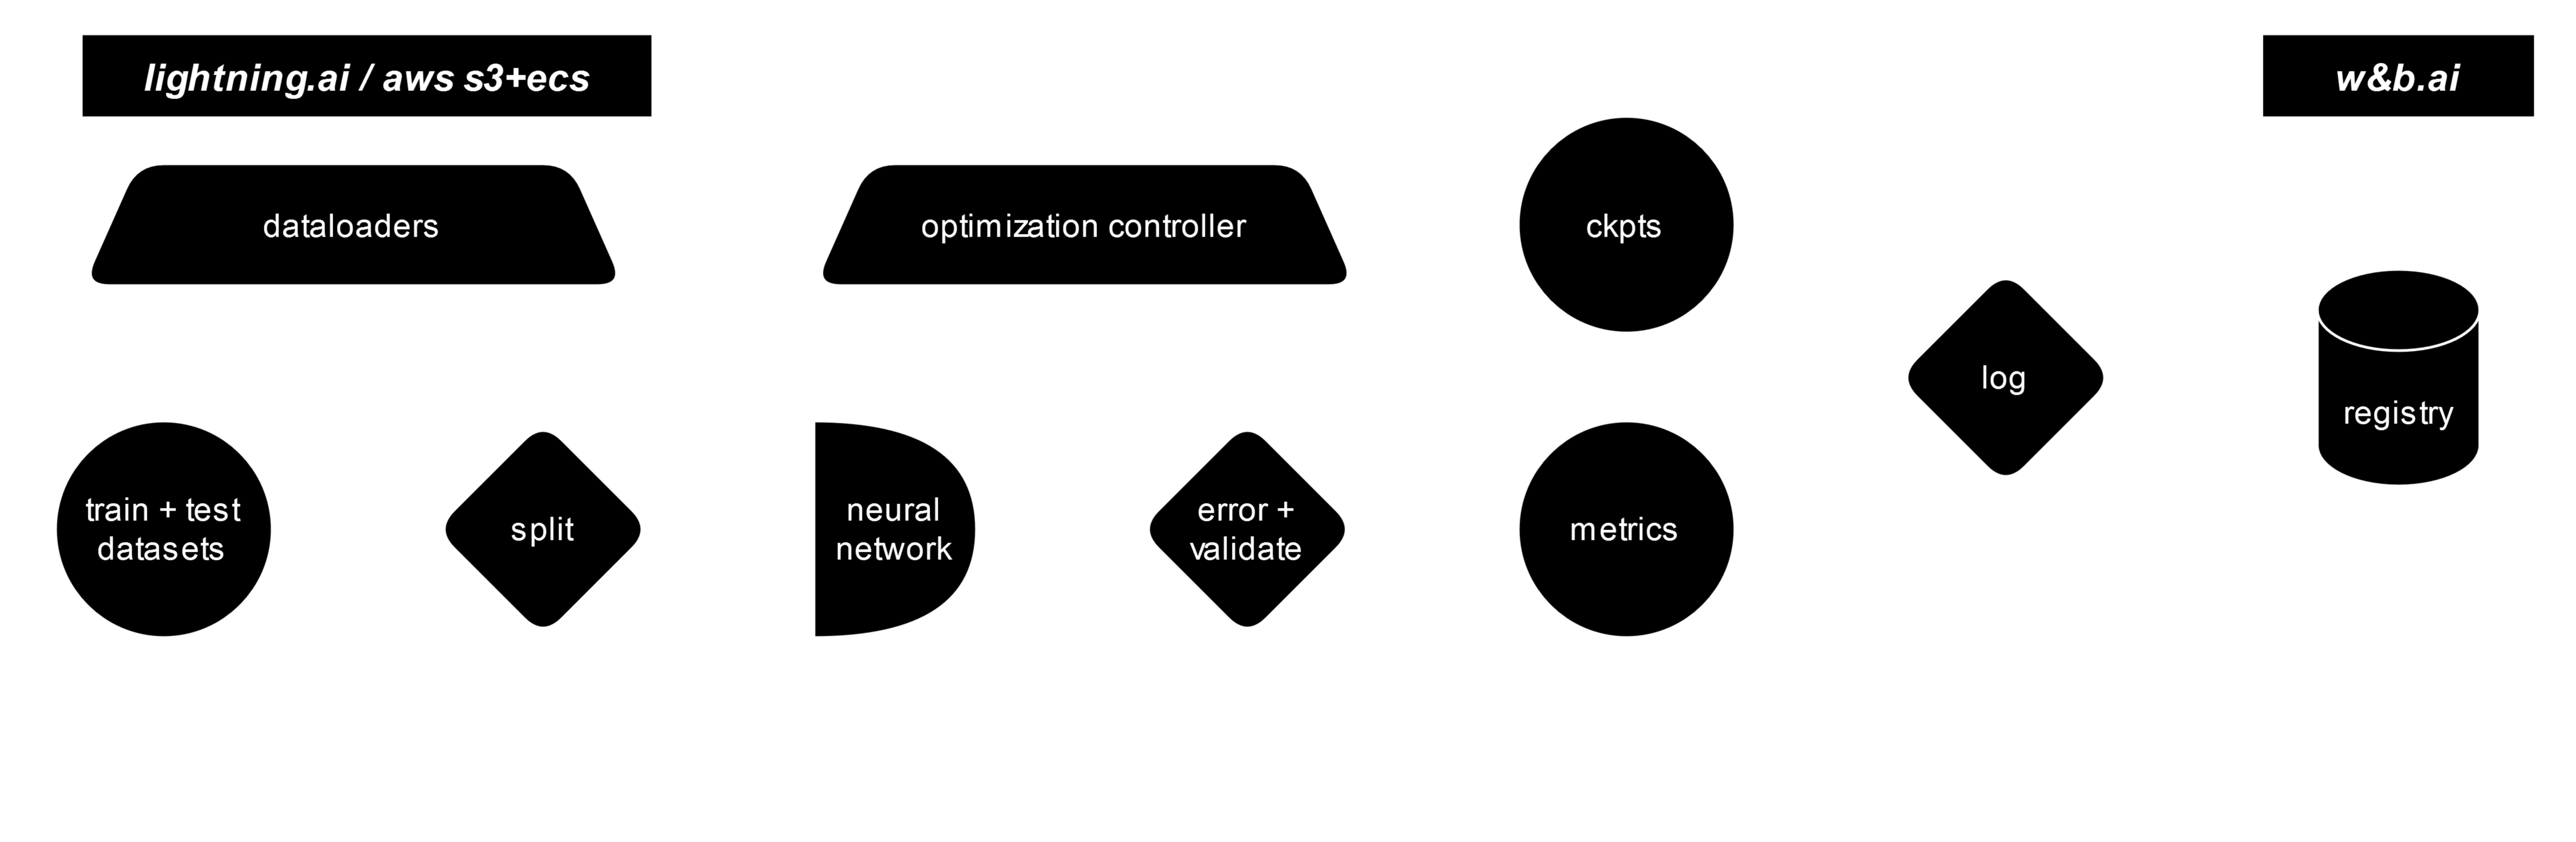 lightning.ai / aws s3+ecs
w&b.ai
dataloaders
optimization controller
ckpts
log
registry
train + test
datasets
split
neural
network
error +
validate
metrics